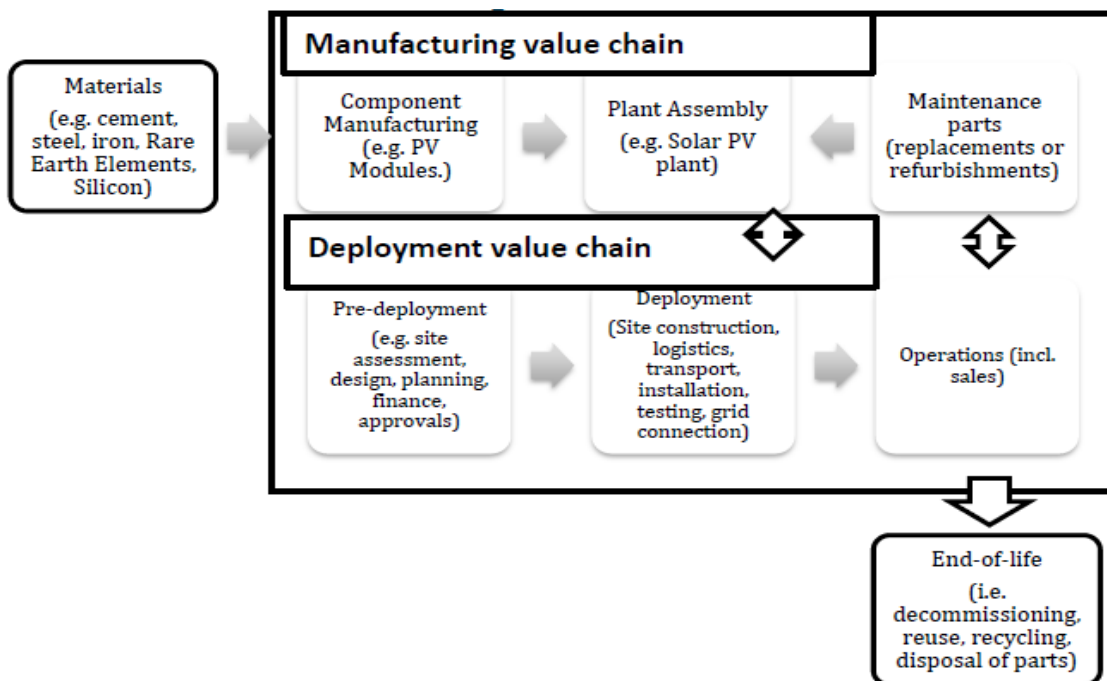 Manufacturing value chain
Materials
(e.g. cement,
steel, iron, Rare
Earth Elements,
Silicon)
Component
Manufacturing
(e.g. PV
Modules.)
Plant Assembly
(e.g. Solar PV
plant)
Maintenance
parts
(replacements or
refurbishments)
Deployment value chain
Pre-deployment
(e.g. site
assessment,
design, planning,
finance,
approvals)
Deployment
(Site construction,
logistics,
transport,
installation,
testing, grid
connection)
Operations (incl.
sales)
End-of-life
(i.e.
decommissioning,
reuse, recycling,
disposal of parts)